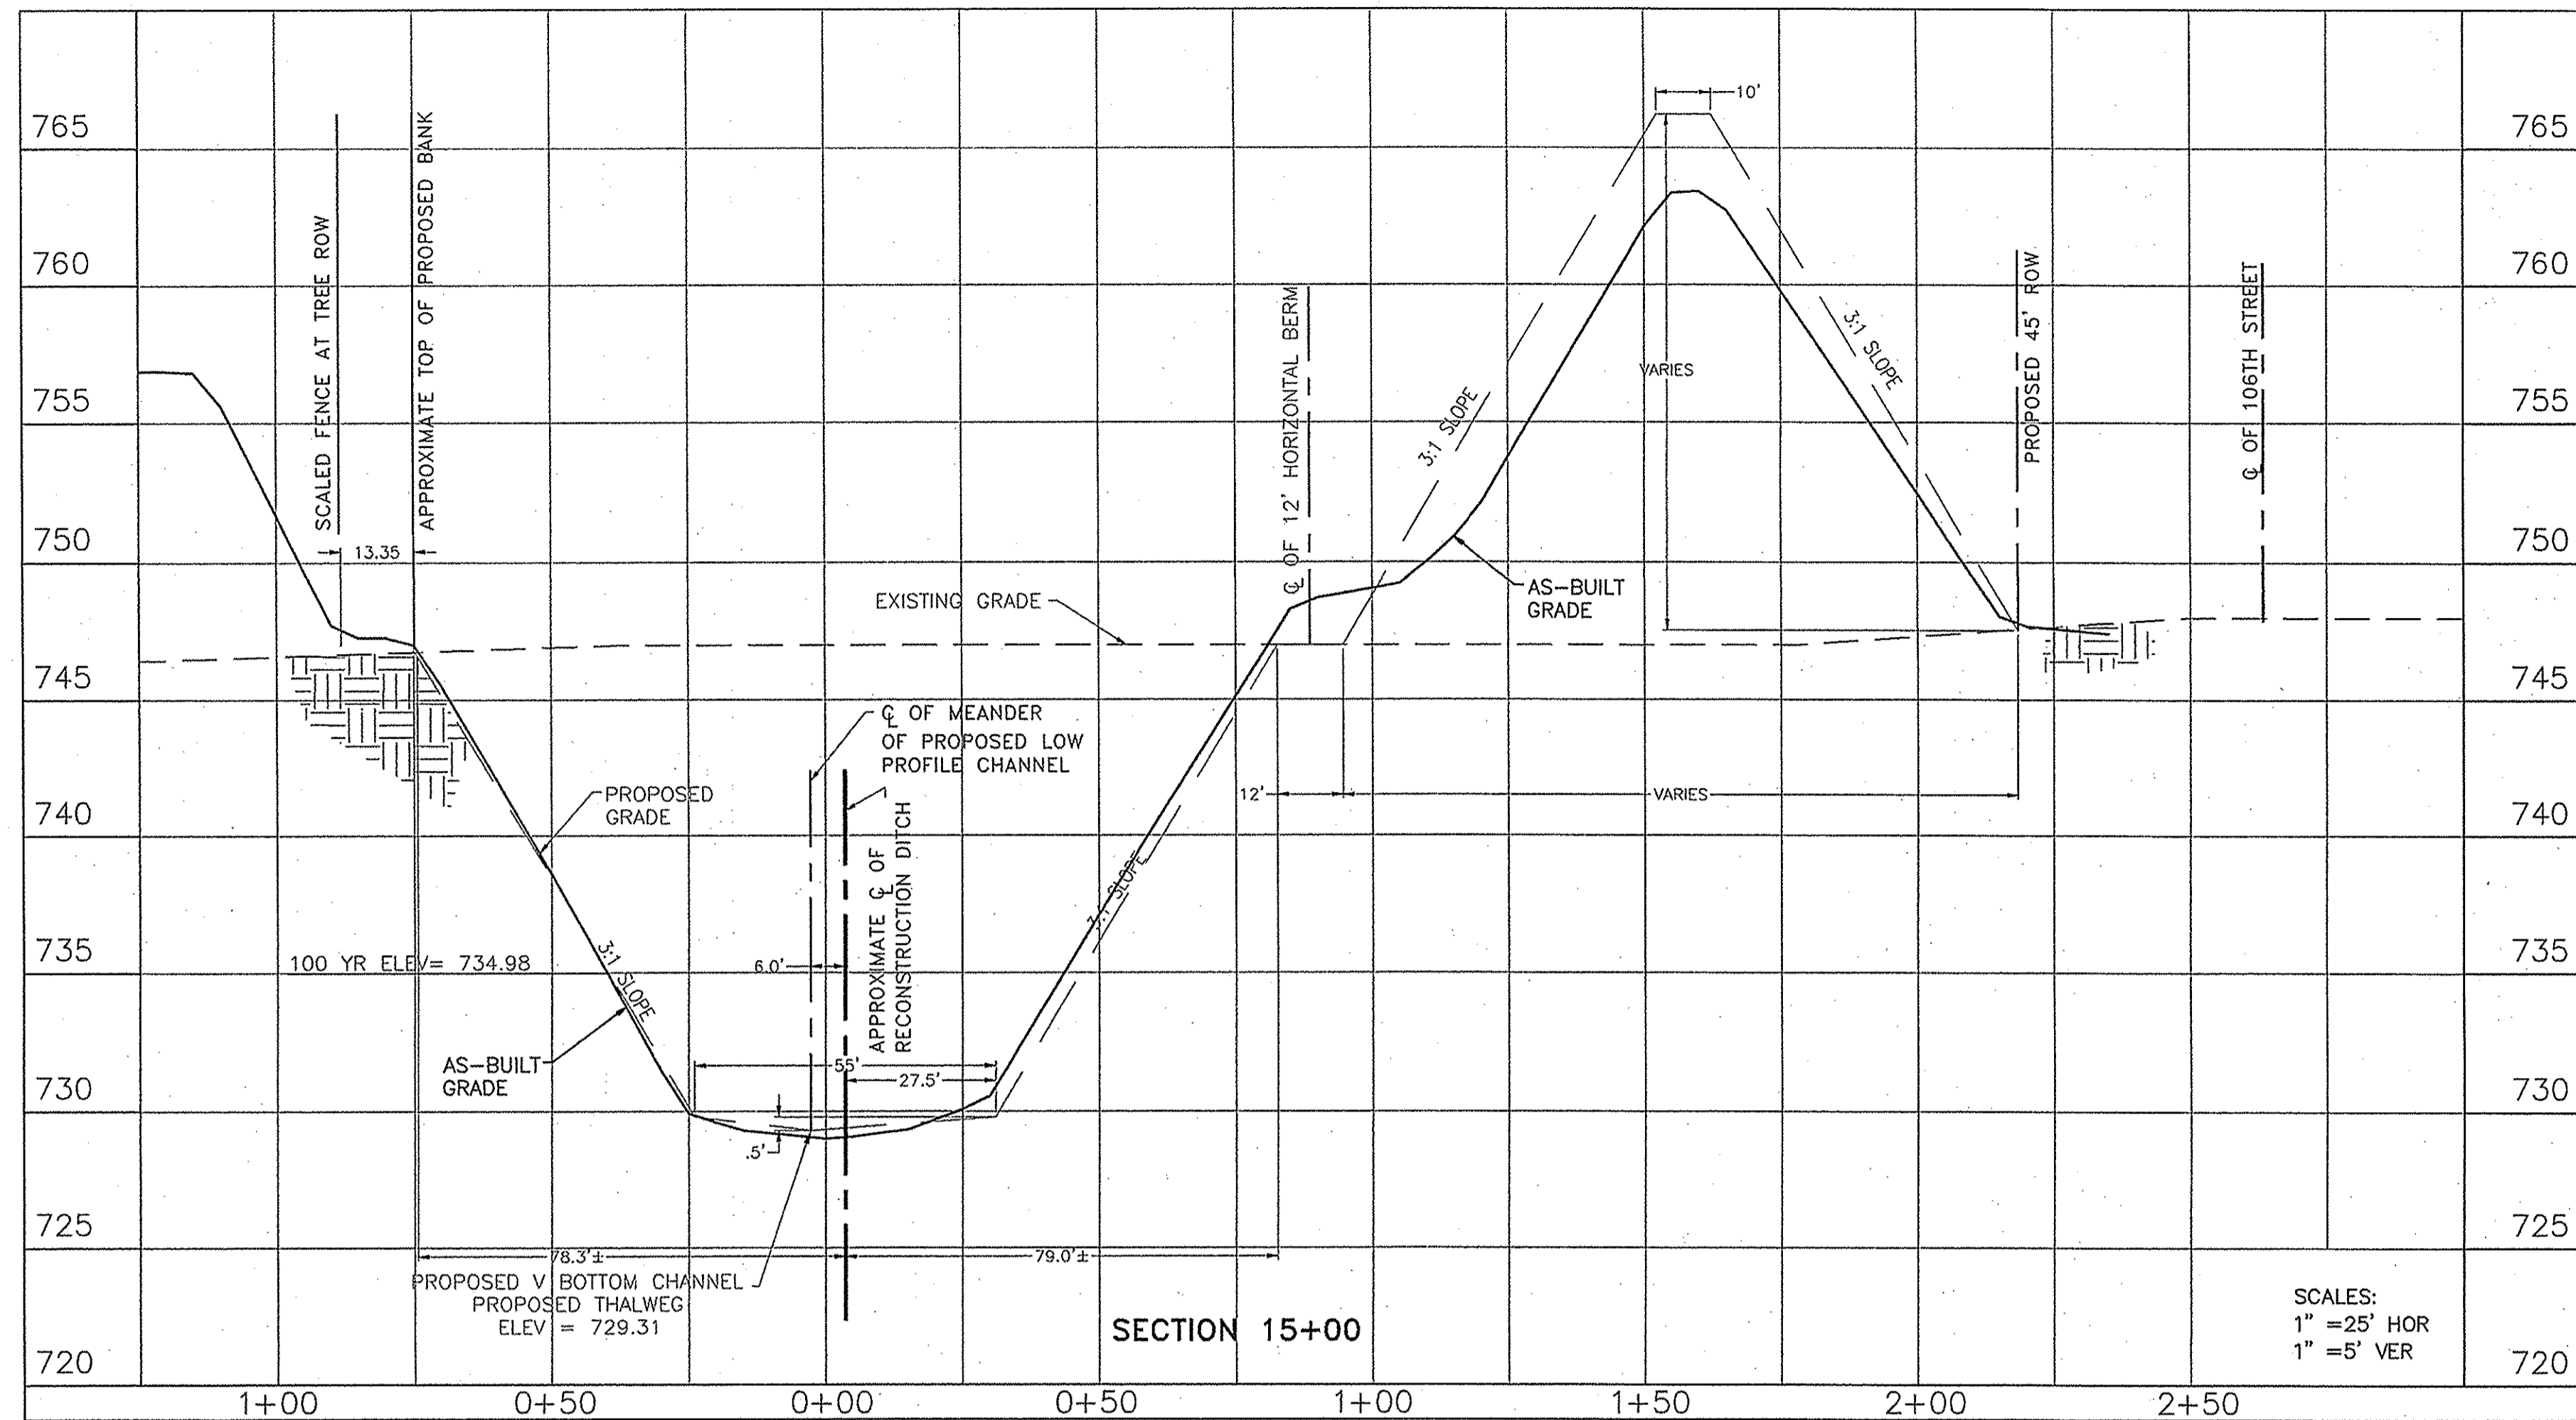 10'
765
765
SCALED FENCE AT TREE ROW
APPROXIMATE TOP OF PROPOSED BANK
760
760
℄ OF 12' HORIZONTAL BERM
PROPOSED 45' ROW
℄ OF 106TH STREET
3:1 SLOPE
VARIES
755
755
3:1 SLOPE
750
750
13.35
AS-BUILT
GRADE
EXISTING GRADE
745
745
℄ OF MEANDER
OF PROPOSED LOW
PROFILE CHANNEL
PROPOSED
GRADE
12'
VARIES
740
740
APPROXIMATE ℄ OF
RECONSTRUCTION DITCH
3:1 SLOPE
735
735
100 YR ELEV= 734.98
6.0'
3:1 SLOPE
AS-BUILT
GRADE
55'
27.5'
730
730
.5'
725
725
78.3'±
79.0'±
PROPOSED V BOTTOM CHANNEL
PROPOSED THALWEG
ELEV = 729.31
SECTION 15+00
SCALES:
1" =25' HOR
1" =5' VER
720
720
1+00
0+50
0+00
0+50
1+00
1+50
2+00
2+50